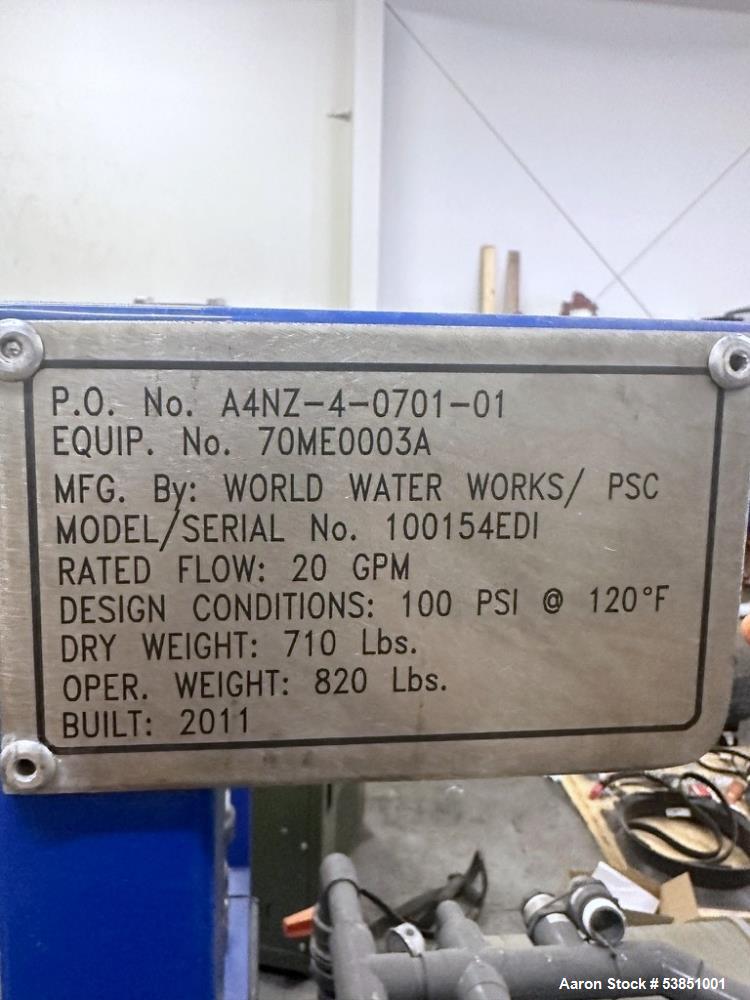 P.O. No. A4NZ-4-0701-01
EQUIP. No. 70ME0003A
MFG. By: WORLD WATER WORKS/ PSC
MODEL/SERIAL No. 100154EDI
RATED FLOW: 20 GPM
DESIGN CONDITIONS: 100 PSI @ 120°F
DRY WEIGHT: 710 Lbs.
OPER. WEIGHT: 820 Lbs.
BUILT: 2011
Aaron Stock # 53851001